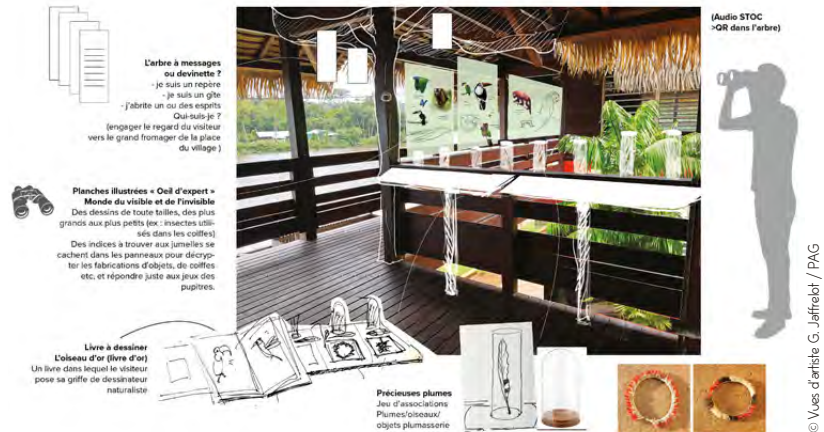 (Audio STOC
>QR dans l'arbre)
L'arbre à messages
ou devinette ?
- je suis un repère
- je suis un gîte
- j'abrite un ou des esprits
Qui-suis-je ?
(engager le regard du visiteur
vers le grand fromager de la place
du village )
Planches illustrées « Oeil d'expert »
Monde du visible et de l'invisible
Des dessins de toute tailles, des plus
grands aux plus petits (ex : insectes utili-
sés dans les coiffes)
Des indices à trouver aux jumelles se
cachent dans les panneaux pour décryp-
ter les fabrications d'objets, de coiffes
etc, et répondre juste aux jeux des
pupitres.
Livre à dessiner
L'oiseau d'or (livre d'or)
Un livre dans lequel le visiteur
pose sa griffe de dessinateur
naturaliste
Précieuses plumes
Jeu d'associations
Plumes/oiseaux/
objets plumasserie
© Vues d'artiste G. Jaffrelot / PAG